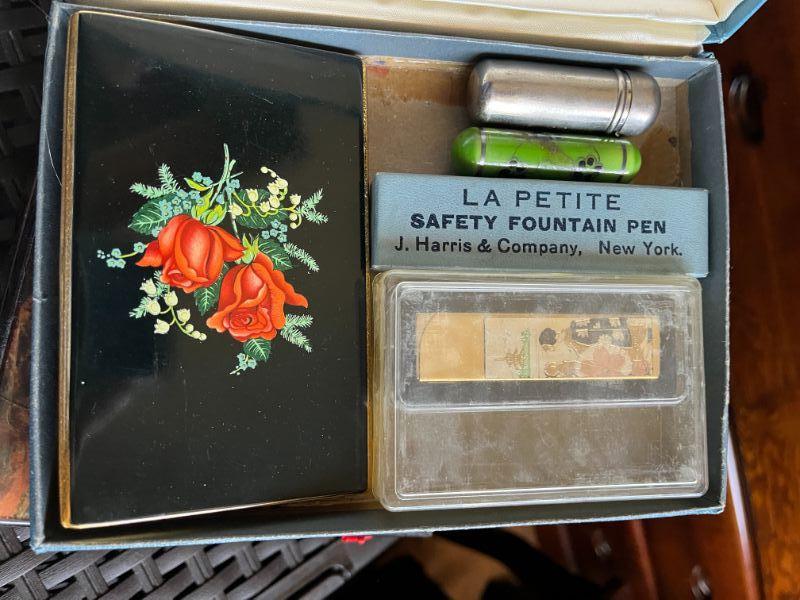 LA PETITE
SAFETY FOUNTAIN PEN
J. Harris & Company, New York.